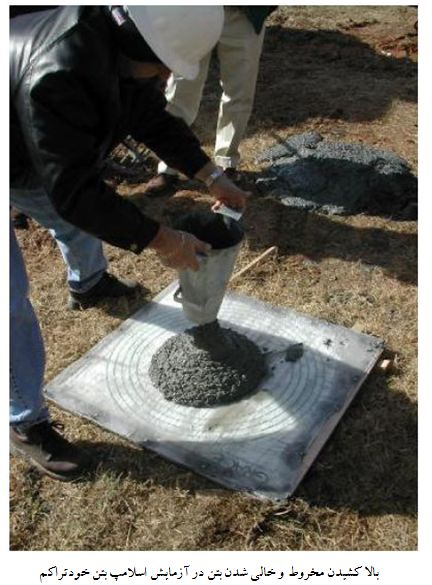 بالا کشیدن مخروط و خالی شدن بتن در آزمایش اسلامپ بتن خودتراکم